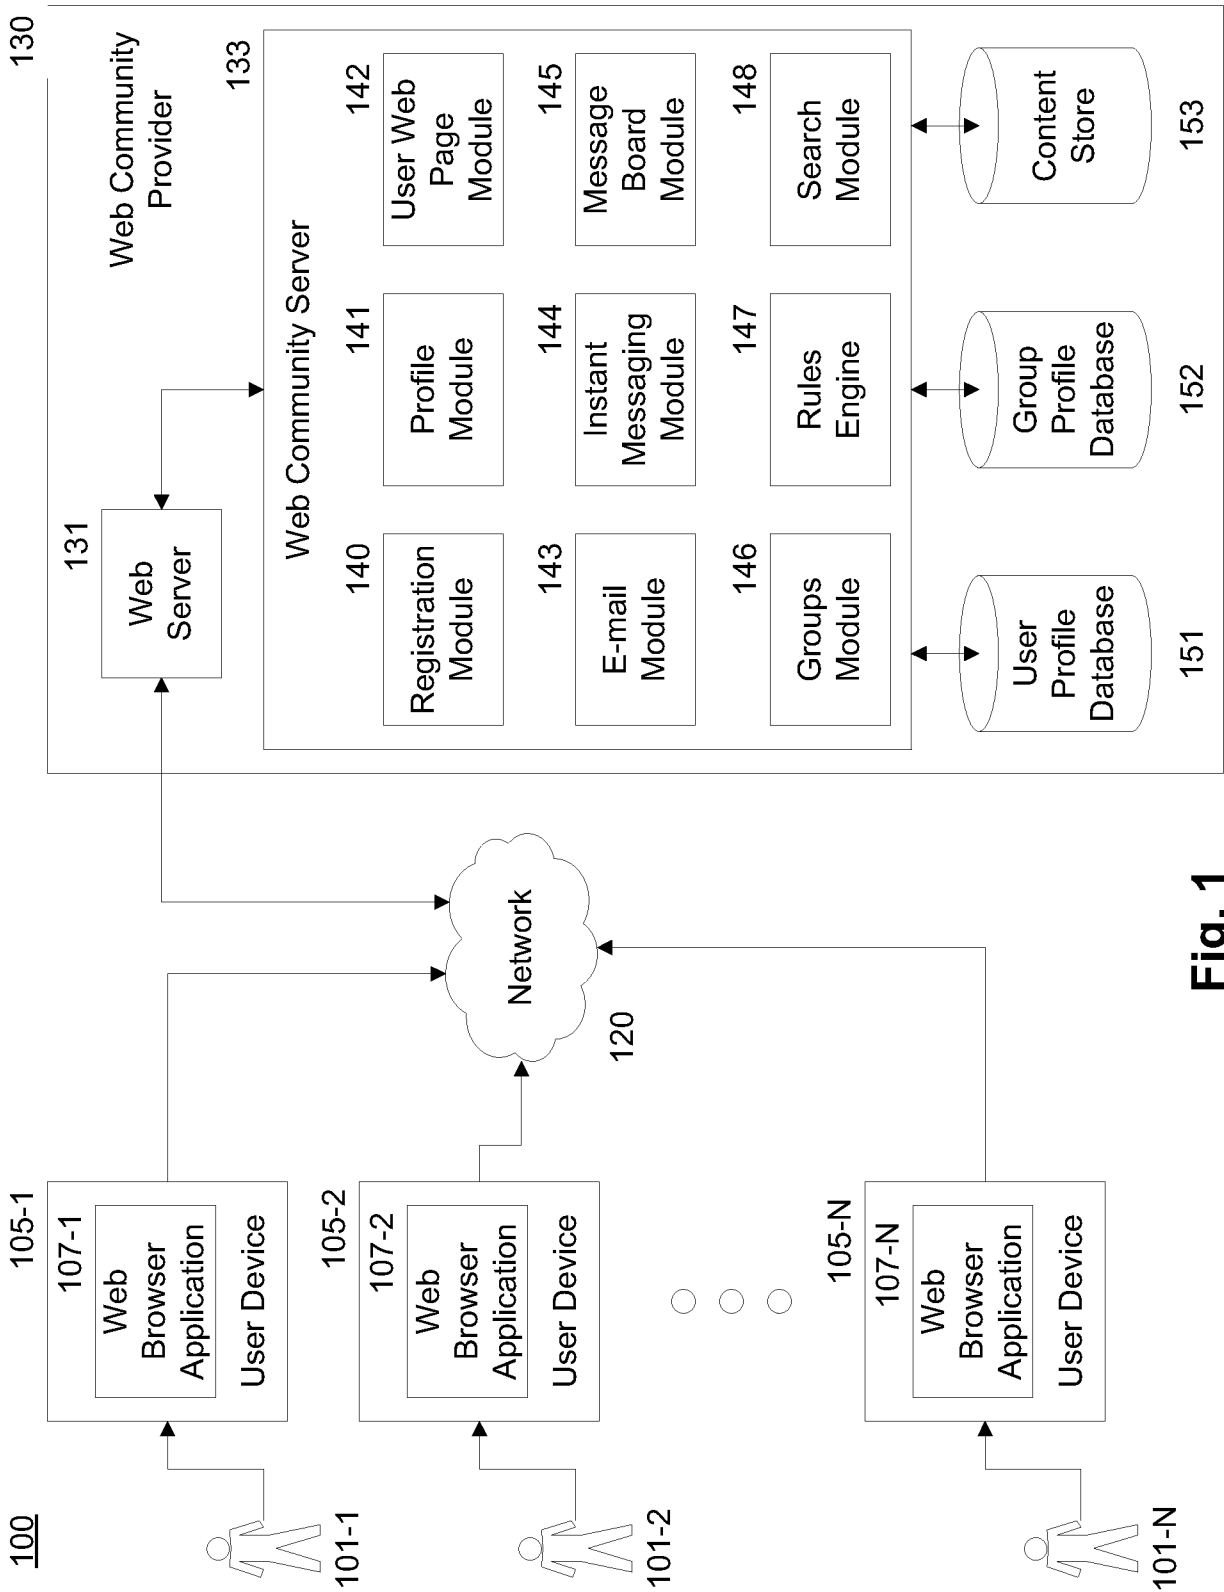 100
101-1
105-1
107-1
Web
Browser
Application
User Device
101-2
105-2
107-2
Web
Browser
Application
User Device
101-N
105-N
107-N
Web
Browser
Application
User Device
Network
120
130
Web Community
Provider
131
Web
Server
133
Web Community Server
140
Registration
Module
141
Profile
Module
142
User Web
Page
Module
143
E-mail
Module
144
Instant
Messaging
Module
145
Message
Board
Module
146
Groups
Module
147
Rules
Engine
148
Search
Module
User
Profile
Database
151
Group
Profile
Database
152
Content
Store
153
Fig. 1